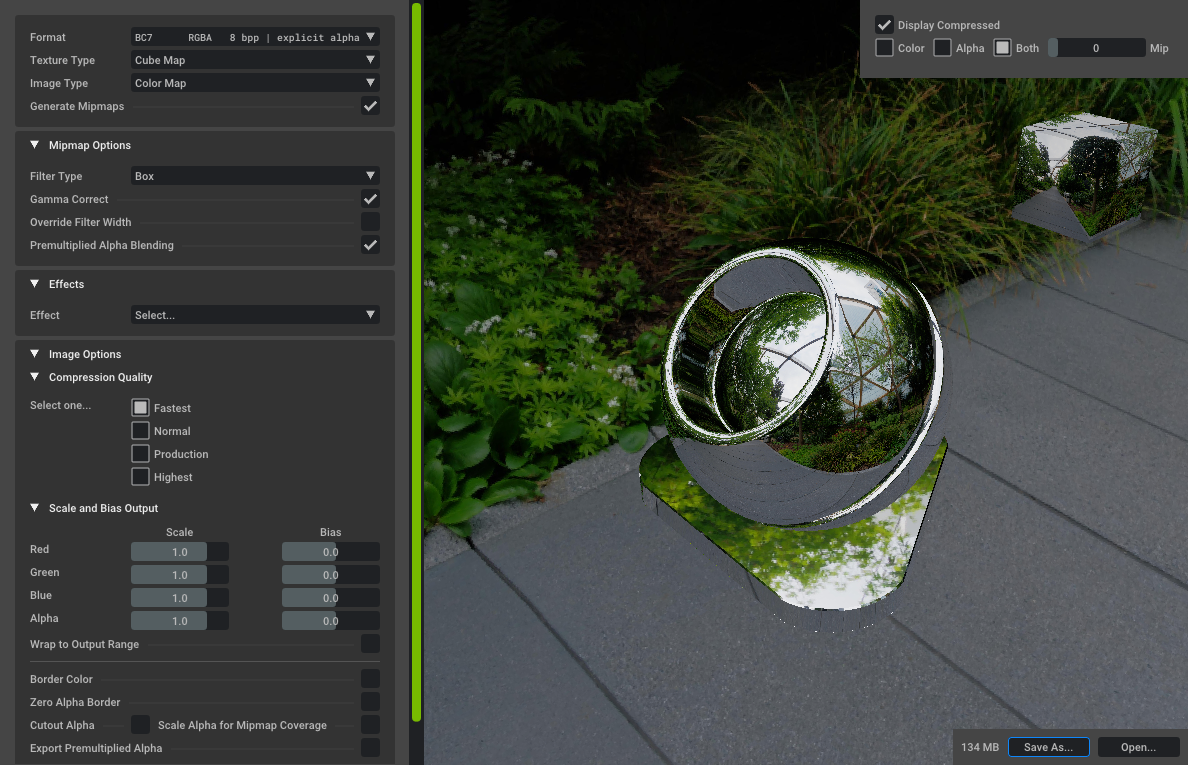 Format BC7 RGBA 8 bpp | explicit alpha
Texture Type Cube Map
Image Type Color Map
Generate Mipmaps
Mipmap Options
Filter Type Box
Gamma Correct
Override Filter Width
Premultiplied Alpha Blending
Effects
Effect Select...
Image Options
Compression Quality
Select one... Fastest
Normal
Production
Highest
Scale and Bias Output
Scale Bias
Red 1.0 0.0
Green 1.0 0.0
Blue 1.0 0.0
Alpha 1.0 0.0
Wrap to Output Range
Border Color
Zero Alpha Border
Cutout Alpha Scale Alpha for Mipmap Coverage
Export Premultiplied Alpha
Display Compressed
Color Alpha Both 0 Mip
134 MB Save As... Open...